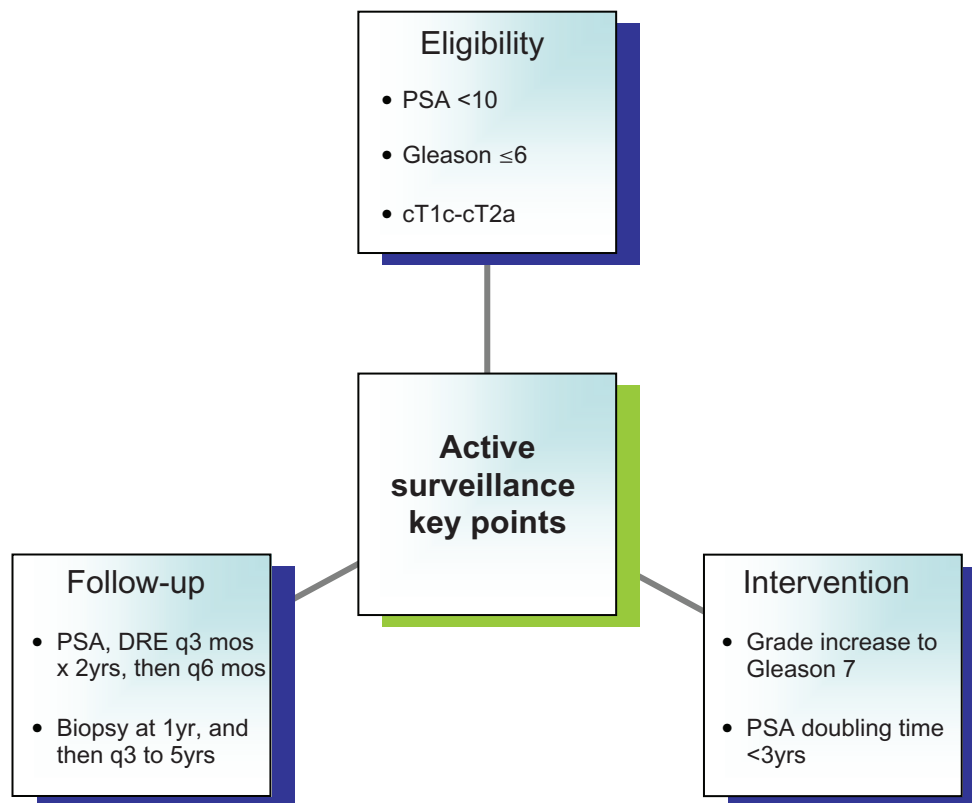 Eligibility
• PSA <10
• Gleason ≤6
• cT1c-cT2a
Active
surveillance
key points
Follow-up
• PSA, DRE q3 mos
x 2yrs, then q6 mos
• Biopsy at 1yr, and
then q3 to 5yrs
Intervention
• Grade increase to
Gleason 7
• PSA doubling time
<3yrs